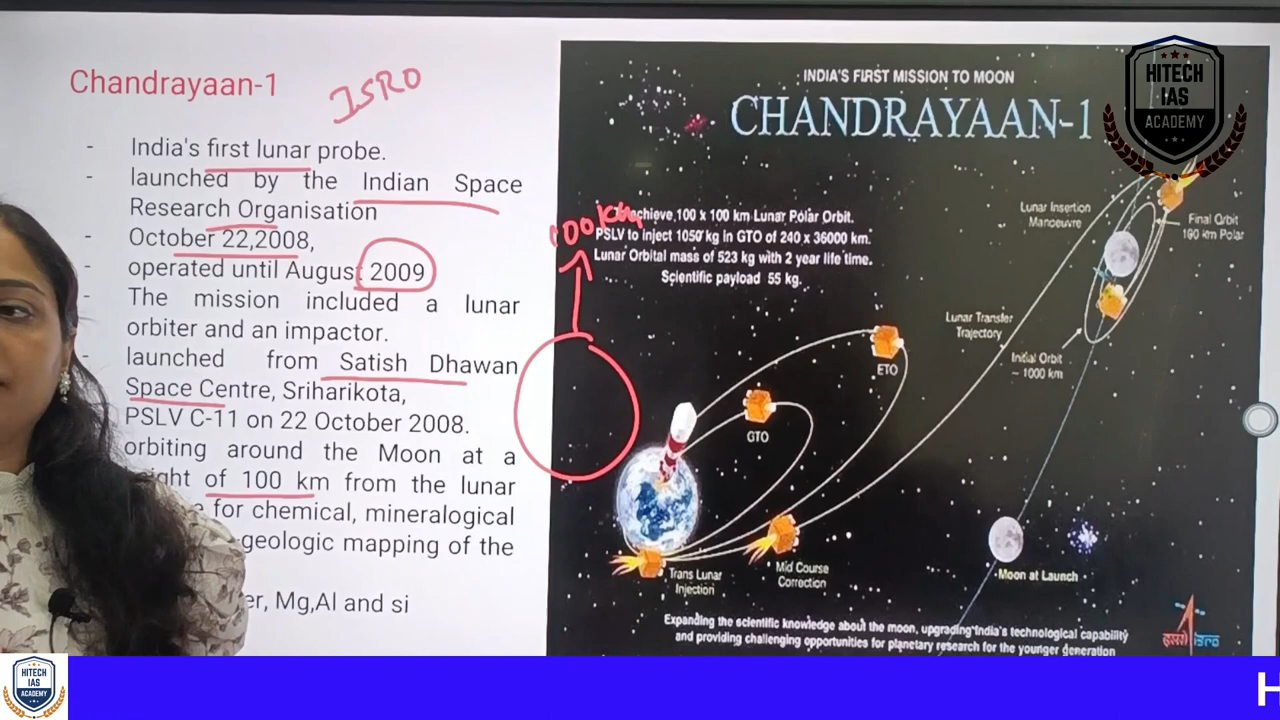 Chandrayaan-1
ISRO
- India's first lunar probe.
- launched by the Indian Space
Research Organisation
- October 22,2008,
- operated until August 2009
- The mission included a lunar
orbiter and an impactor.
- launched from Satish Dhawan
Space Centre, Sriharikota,
PSLV C-11 on 22 October 2008.
orbiting around the Moon at a
of 100 km from the lunar
for chemical, mineralogical
geologic mapping of the
Mg,Al and si
INDIA'S FIRST MISSION TO MOON
CHANDRAYAAN-1
HITECH
IAS
ACADEMY
100 km
achieve 100 x 100 km Lunar Polar Orbit.
PSLV to inject 1050 kg in GTO of 240 x 36000 km.
Lunar Orbital mass of 523 kg with 2 year life time.
Scientific payload 55 kg.
Lunar Insertion
Manoeuvre
Final Orbit
100 km Polar
Lunar Transfer
Trajectory
Initial Orbit
~ 1000 km
ETO
GTO
Trans Lunar
Injection
Mid Course
Correction
Moon at Launch
Expanding the scientific knowledge about the moon, upgrading India's technological capability
and providing challenging opportunities for planetary research for the younger generation
इसरो isro
HITECH
IAS
ACADEMY
H